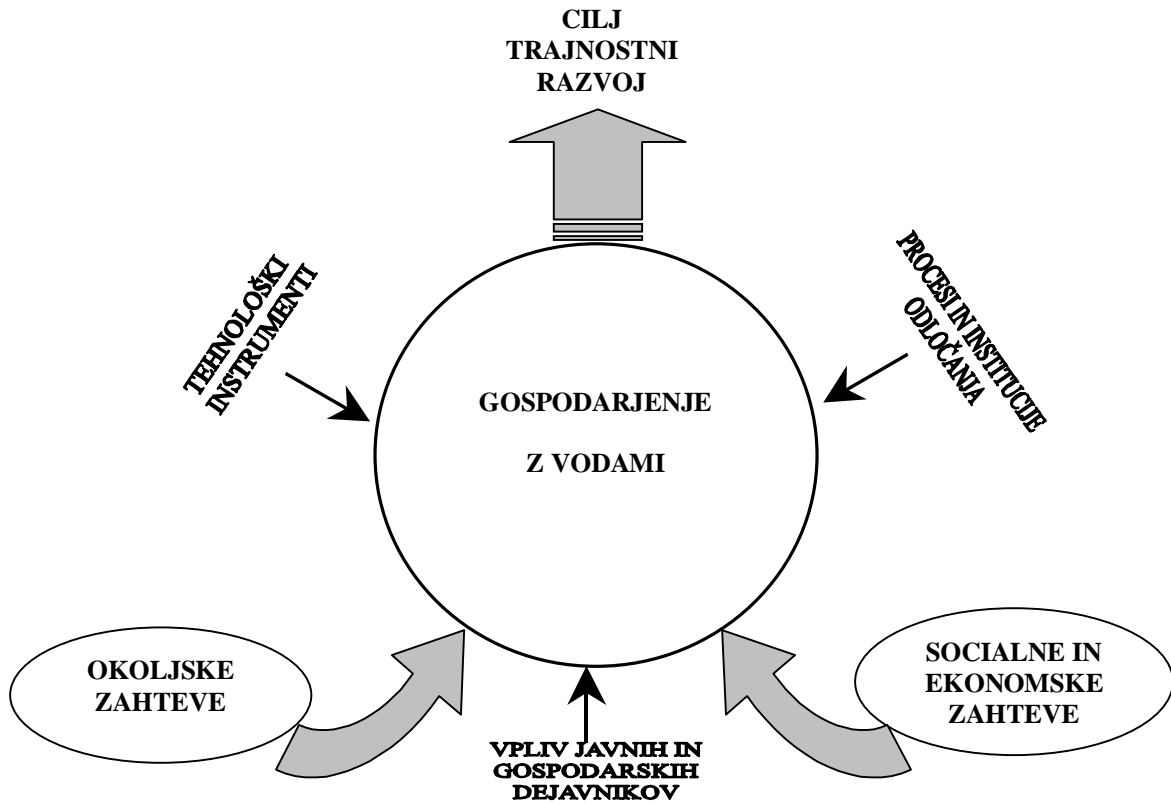 CILJ
TRAJNOSTNI
RAZVOJ
TEHNOLOŠKI
INSTRUMENTI
PROCESI IN INSTITUCIJE
ODLOČANJA
GOSPODARJENJE
Z VODAMI
OKOLJSKE
ZAHTEVE
SOCIALNE IN
EKONOMSKE
ZAHTEVE
VPLIV JAVNIH IN
GOSPODARSKIH
DEJAVNIKOV